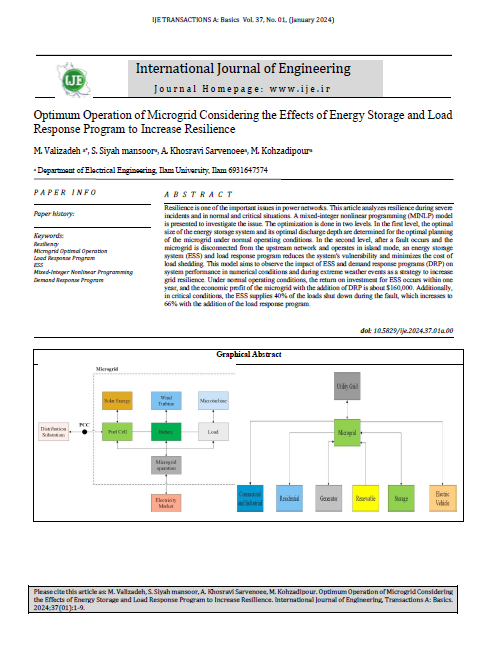 IJE TRANSACTIONS A: Basics Vol. 37, No. 01, (January 2024)
International Journal of Engineering
Journal Homepage: www.ije.ir
IJE
Optimum Operation of Microgrid Considering the Effects of Energy Storage and Load
Response Program to Increase Resilience
M. Valizadeh a*, S. Siyah mansoora, A. Khosravi Sarvenoeea, M. Kohzadipoura
a Department of Electrical Engineering, Ilam University, Ilam 6931647574
PAPER INFO
Paper history:
Keywords:
Resiliency
Microgrid Optimal Operation
Load Response Program
ESS
Mixed-Integer Nonlinear Programming
Demand Response Program
ABSTRACT
Resilience is one of the important issues in power networks. This article analyzes resilience during severe
incidents and in normal and critical situations. A mixed-integer nonlinear programming (MINLP) model
is presented to investigate the issue. The optimization is done in two levels. In the first level, the optimal
size of the energy storage system and its optimal discharge depth are determined for the optimal planning
of the microgrid under normal operating conditions. In the second level, after a fault occurs and the
microgrid is disconnected from the upstream network and operates in island mode, an energy storage
system (ESS) and load response program reduces the system's vulnerability and minimizes the cost of
load shedding. This model aims to observe the impact of ESS and demand response programs (DRP) on
system performance in numerical conditions and during extreme weather events as a strategy to increase
grid resilience. Under normal operating conditions, the return on investment for ESS occurs within one
year, and the economic profit of the microgrid with the addition of DRP is about $160,000. Additionally,
in critical conditions, the ESS supplies 40% of the loads shut down during the fault, which increases to
66% with the addition of the load response program.
doi: 10.5829/ije.2024.37.01a.00
Graphical Abstract
Microgrid
Solar Energy
Wind
Turbine
Microturbine
Distribution
Substation
PCC
Fuel Cell
Load
Microgrid
operation
Electricity
Market
Utility Grid
Microgrid
Commercial
and Industrial
Residential
Generator
Renewable
Storage
Electric
Vehicle
Please cite this article as: M. Valizadeh, S. Siyah mansoor, A. Khosravi Sarvenoee, M. Kohzadipour. Optimum Operation of Microgrid Considering
the Effects of Energy Storage and Load Response Program to Increase Resilience. International Journal of Engineering, Transactions A: Basics.
2024;37(01):1-9.